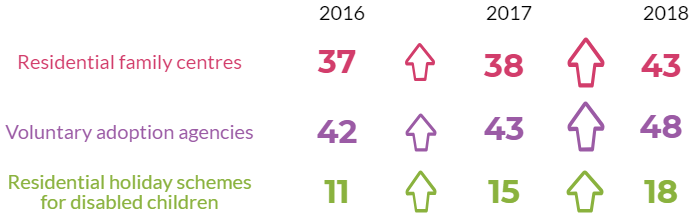 2016 2017 2018
Residential family centres 37 38 43
Voluntary adoption agencies 42 43 48
Residential holiday schemes
for disabled children 11 15 18